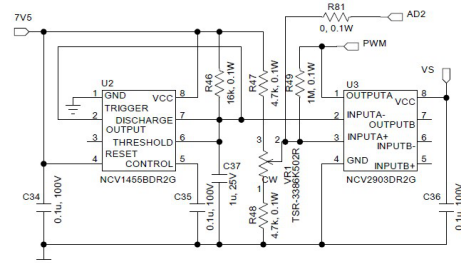 7V5
R81
0, 0.1W
AD2
PWM
VS
R46
16k, 0.1W
R47
4.7k, 0.1W
R49
1M, 0.1W
U2
1 GND VCC 8
TRIGGER
2 DISCHARGE 7
OUTPUT
3 THRESHOLD 6
RESET
4 CONTROL 5
NCV1455BDR2G
U3
1 OUTPUTA VCC 8
2 INPUTA- OUTPUTB 7
3 INPUTA+ INPUTB- 6
4 GND INPUTB+ 5
NCV2903DR2G
3
2
CW
1
VR1
TSR-3386K-502R
C37
1u, 25V
R48
4.7k, 0.1W
C34
0.1u, 100V
C35
0.1u, 100V
C36
0.1u, 100V